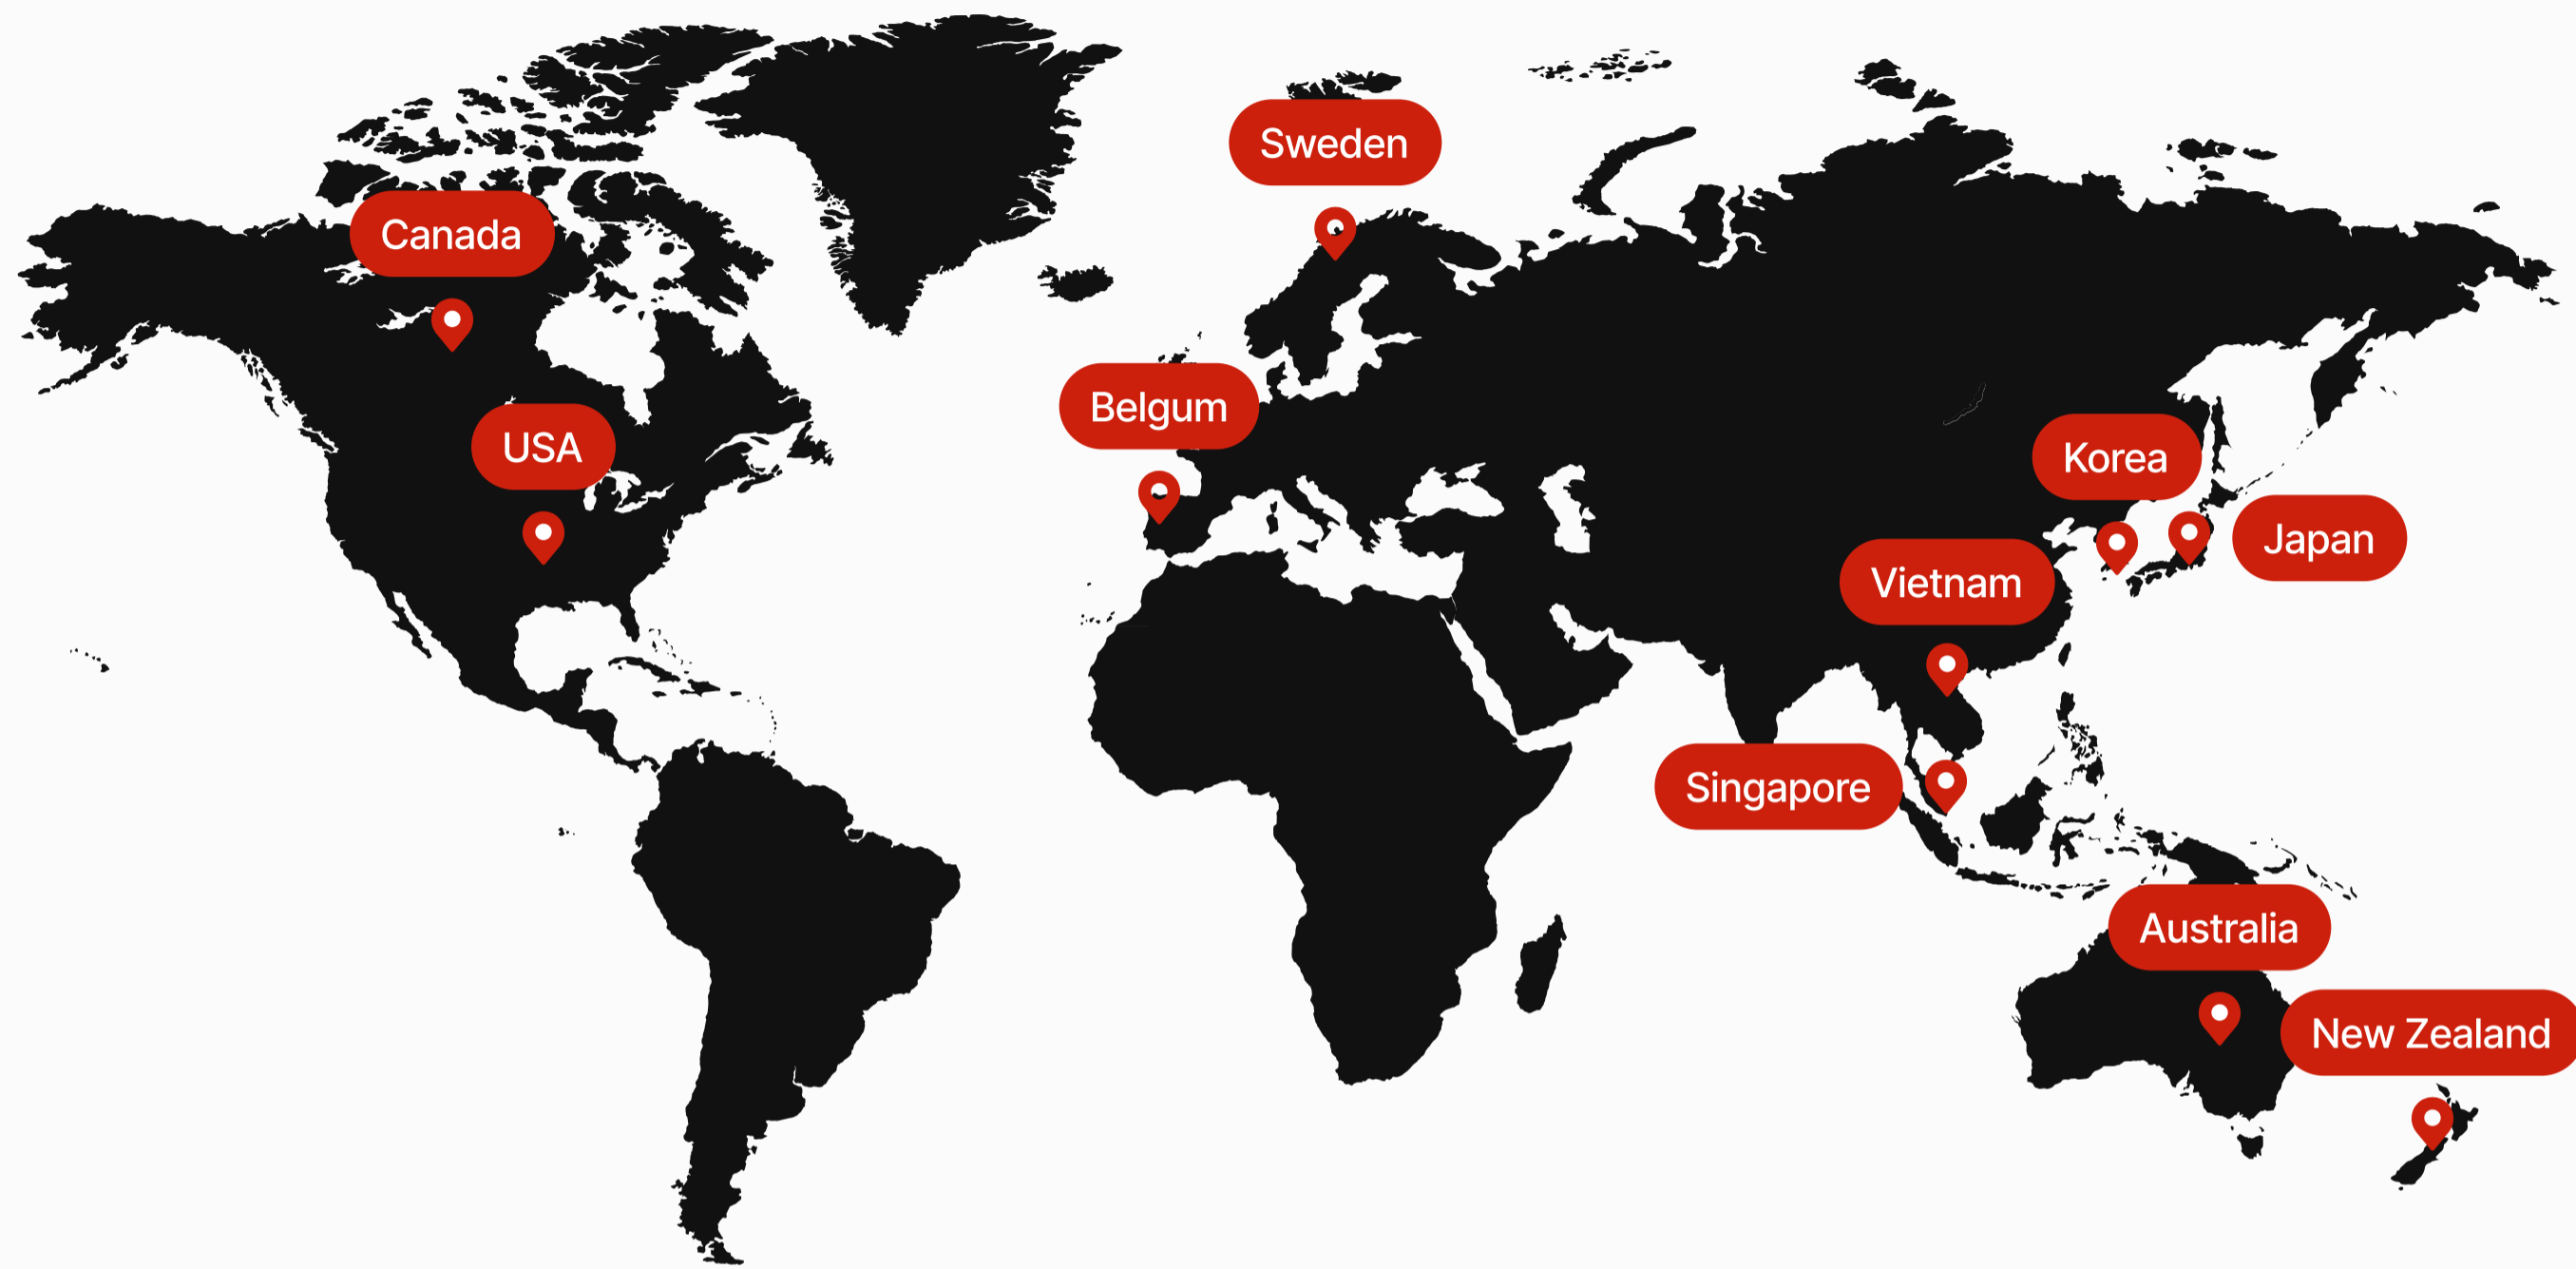 Sweden
Canada
Belgum
USA
Korea
Japan
Vietnam
Singapore
Australia
New Zealand